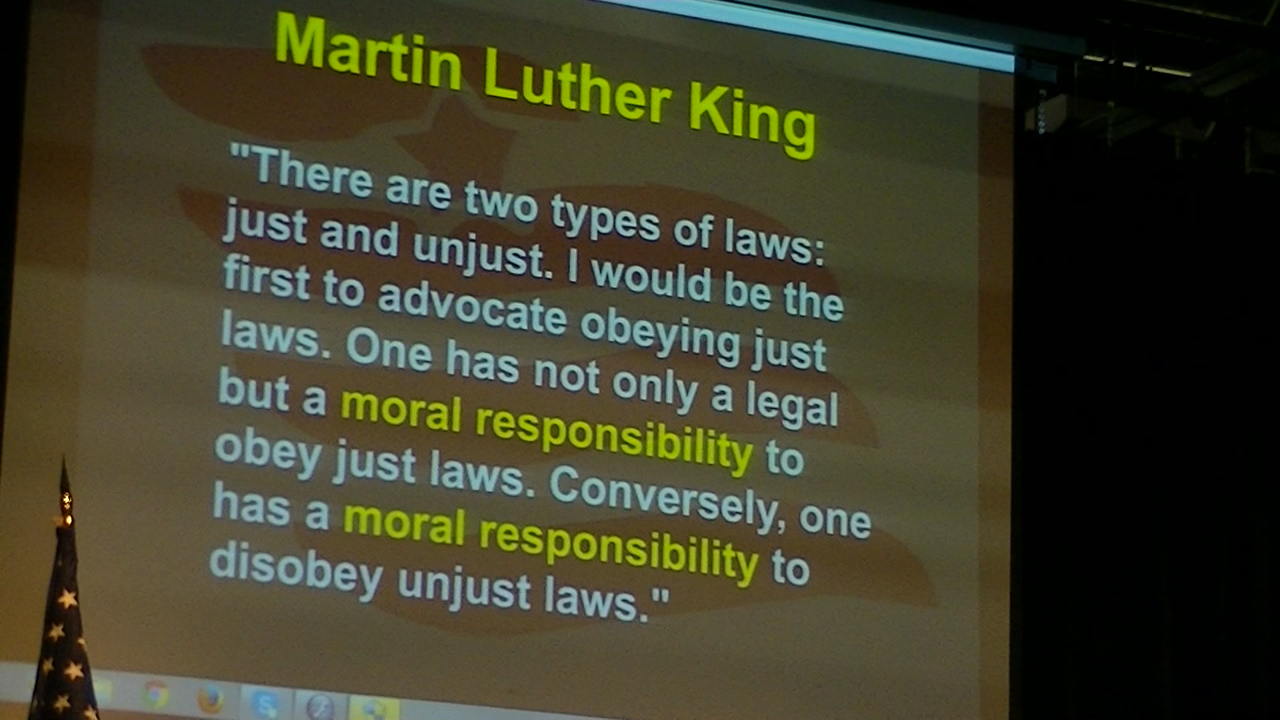 Martin Luther King
"There are two types of laws:
just and unjust. I would be the
first to advocate obeying just
laws. One has not only a legal
but a moral responsibility to
obey just laws. Conversely, one
has a moral responsibility to
disobey unjust laws."